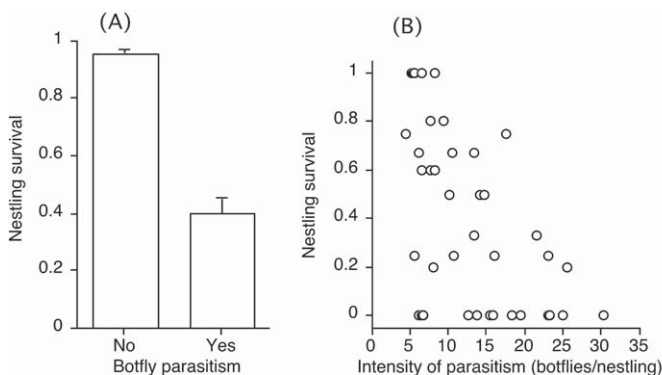 (A)
Nestling survival
1
0.8
0.6
0.4
0.2
0
No Yes
Botfly parasitism
(B)
Nestling survival
1
0.8
0.6
0.4
0.2
0
0 5 10 15 20 25 30 35
Intensity of parasitism (botflies/nestling)